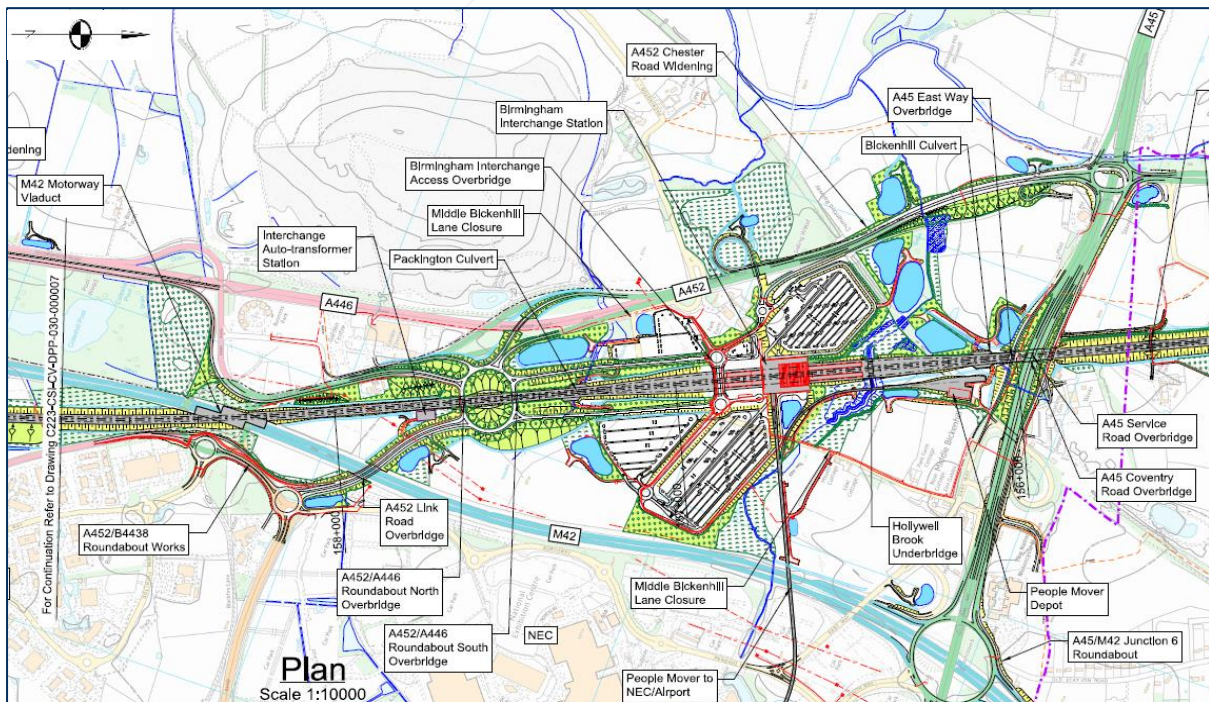 A45
A452 Chester
Road Widening
A45 East Way
Overbridge
Birmingham
Interchange Station
Bickenhill Culvert
Birmingham Interchange
Access Overbridge
M42 Motorway
Viaduct
Middle Bickenhill
Lane Closure
Interchange
Auto-transformer
Station
Packington Culvert
A446
A452
For Continuation Refer to Drawing C223-CSI-CV-DPP-030-000007
A45 Service
Road Overbridge
A45 Coventry
Road Overbridge
156+000
158+000
M42
A452/B4438
Roundabout Works
A452 Link
Road
Overbridge
Hollywell
Brook
Underbridge
A452/A446
Roundabout North
Overbridge
Middle Bickenhill
Lane Closure
People Mover
Depot
A452/A446
Roundabout South
Overbridge
NEC
A45/M42 Junction 6
Roundabout
Plan
Scale 1:10000
People Mover to
NEC/Airport